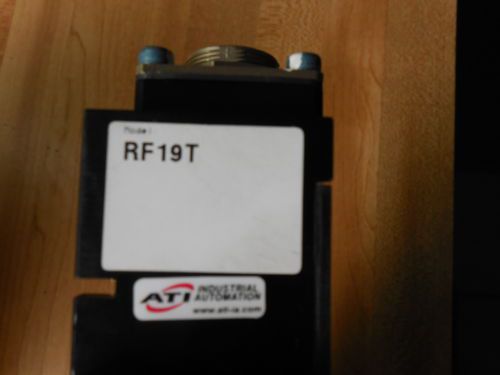 Model:
RF19T
ATI INDUSTRIAL
AUTOMATION
www.ati-ia.com